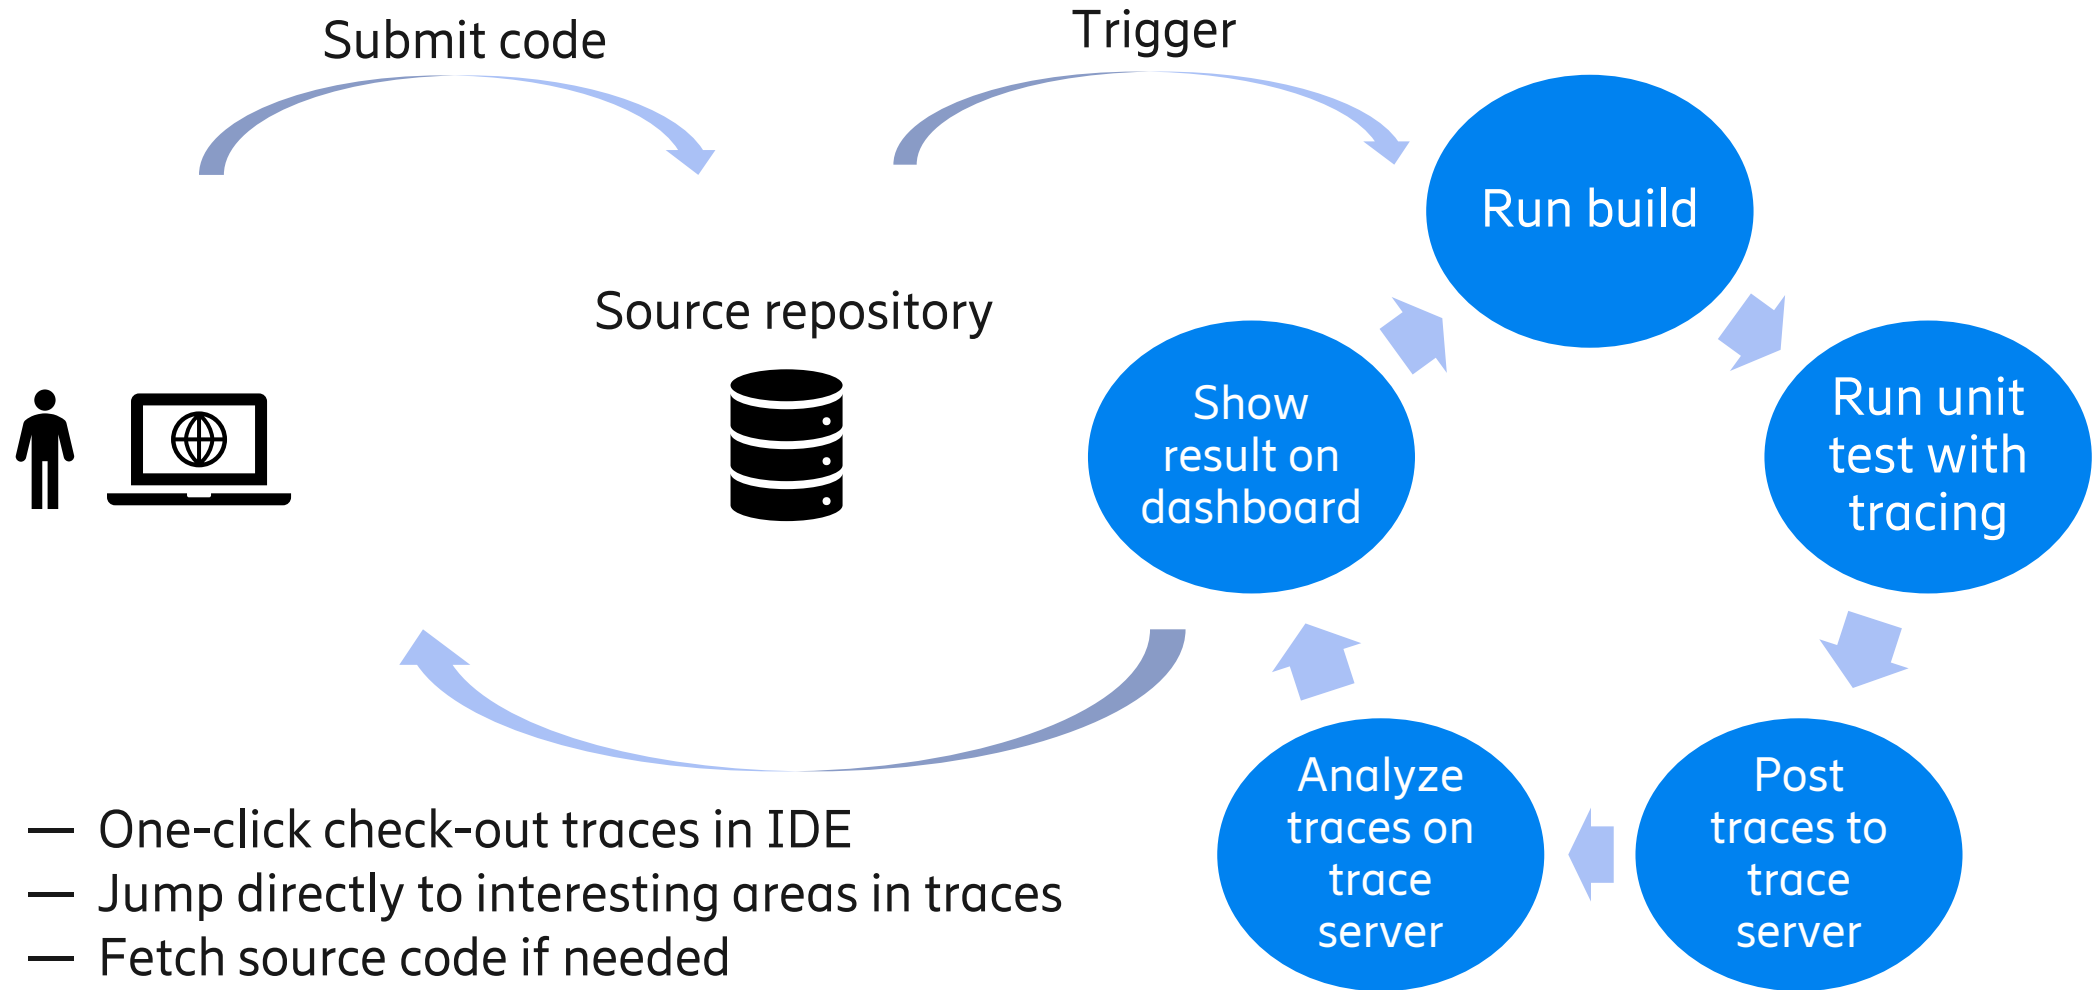 Submit code
Trigger
Run build
Source repository
Show
result on
dashboard
Run unit
test with
tracing
Analyze
traces on
trace
server
Post
traces to
trace
server
— One-click check-out traces in IDE
— Jump directly to interesting areas in traces
— Fetch source code if needed